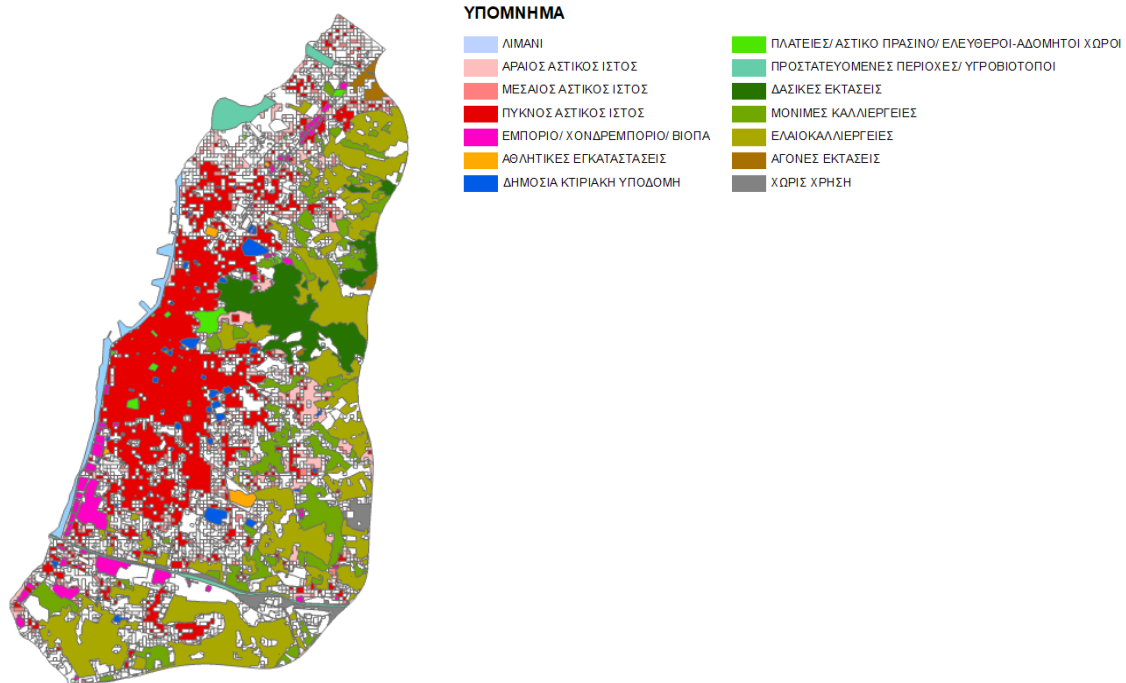 ΥΠΟΜΝΗΜΑ
ΛΙΜΑΝΙ
ΑΡΑΙΟΣ ΑΣΤΙΚΟΣ ΙΣΤΟΣ
ΜΕΣΑΙΟΣ ΑΣΤΙΚΟΣ ΙΣΤΟΣ
ΠΥΚΝΟΣ ΑΣΤΙΚΟΣ ΙΣΤΟΣ
ΕΜΠΟΡΙΟ/ ΧΟΝΔΡΕΜΠΟΡΙΟ/ ΒΙΟΠΑ
ΑΘΛΗΤΙΚΕΣ ΕΓΚΑΤΑΣΤΑΣΕΙΣ
ΔΗΜΟΣΙΑ ΚΤΙΡΙΑΚΗ ΥΠΟΔΟΜΗ
ΠΛΑΤΕΙΕΣ/ ΑΣΤΙΚΟ ΠΡΑΣΙΝΟ/ ΕΛΕΥΘΕΡΟΙ-ΑΔΟΜΗΤΟΙ ΧΩΡΟΙ
ΠΡΟΣΤΑΤΕΥΟΜΕΝΕΣ ΠΕΡΙΟΧΕΣ/ ΥΓΡΟΒΙΟΤΟΠΟΙ
ΔΑΣΙΚΕΣ ΕΚΤΑΣΕΙΣ
ΜΟΝΙΜΕΣ ΚΑΛΛΙΕΡΓΕΙΕΣ
ΕΛΑΙΟΚΑΛΛΙΕΡΓΕΙΕΣ
ΑΓΟΝΕΣ ΕΚΤΑΣΕΙΣ
ΧΩΡΙΣ ΧΡΗΣΗ